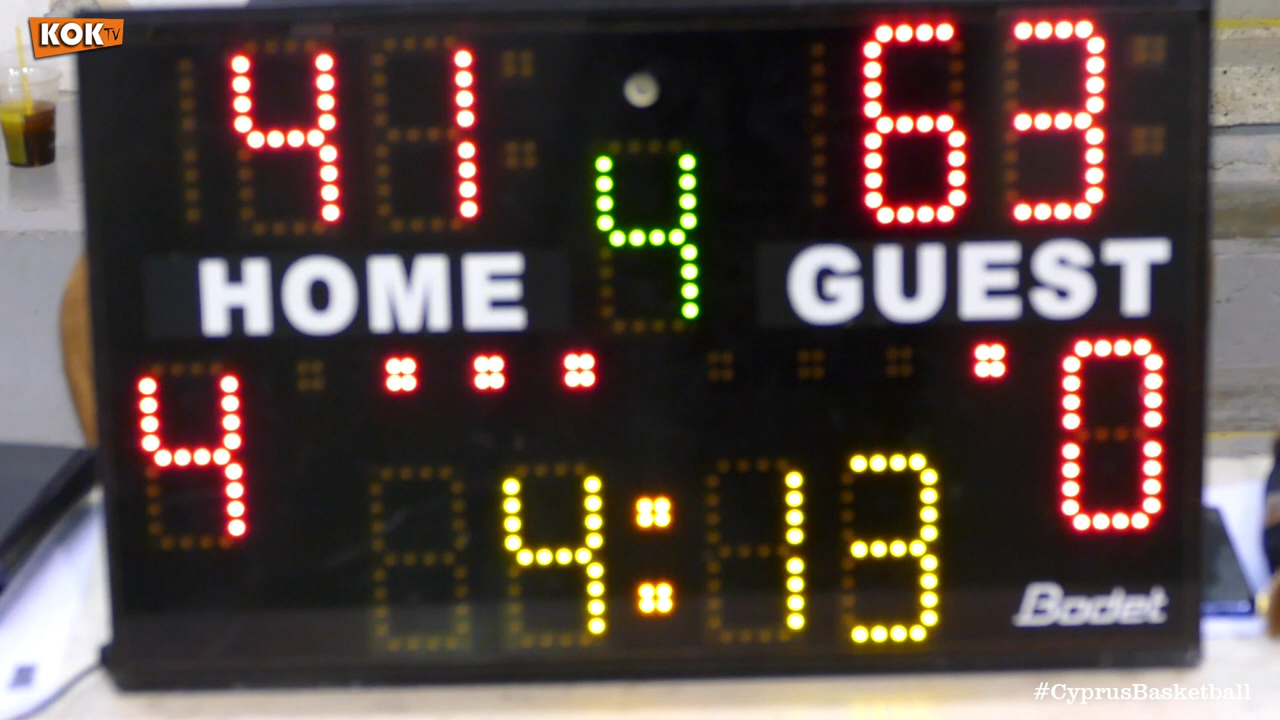 KOK TV
41 63
4
HOME GUEST
4 0
4:13
Bodet
#CyprusBasketball